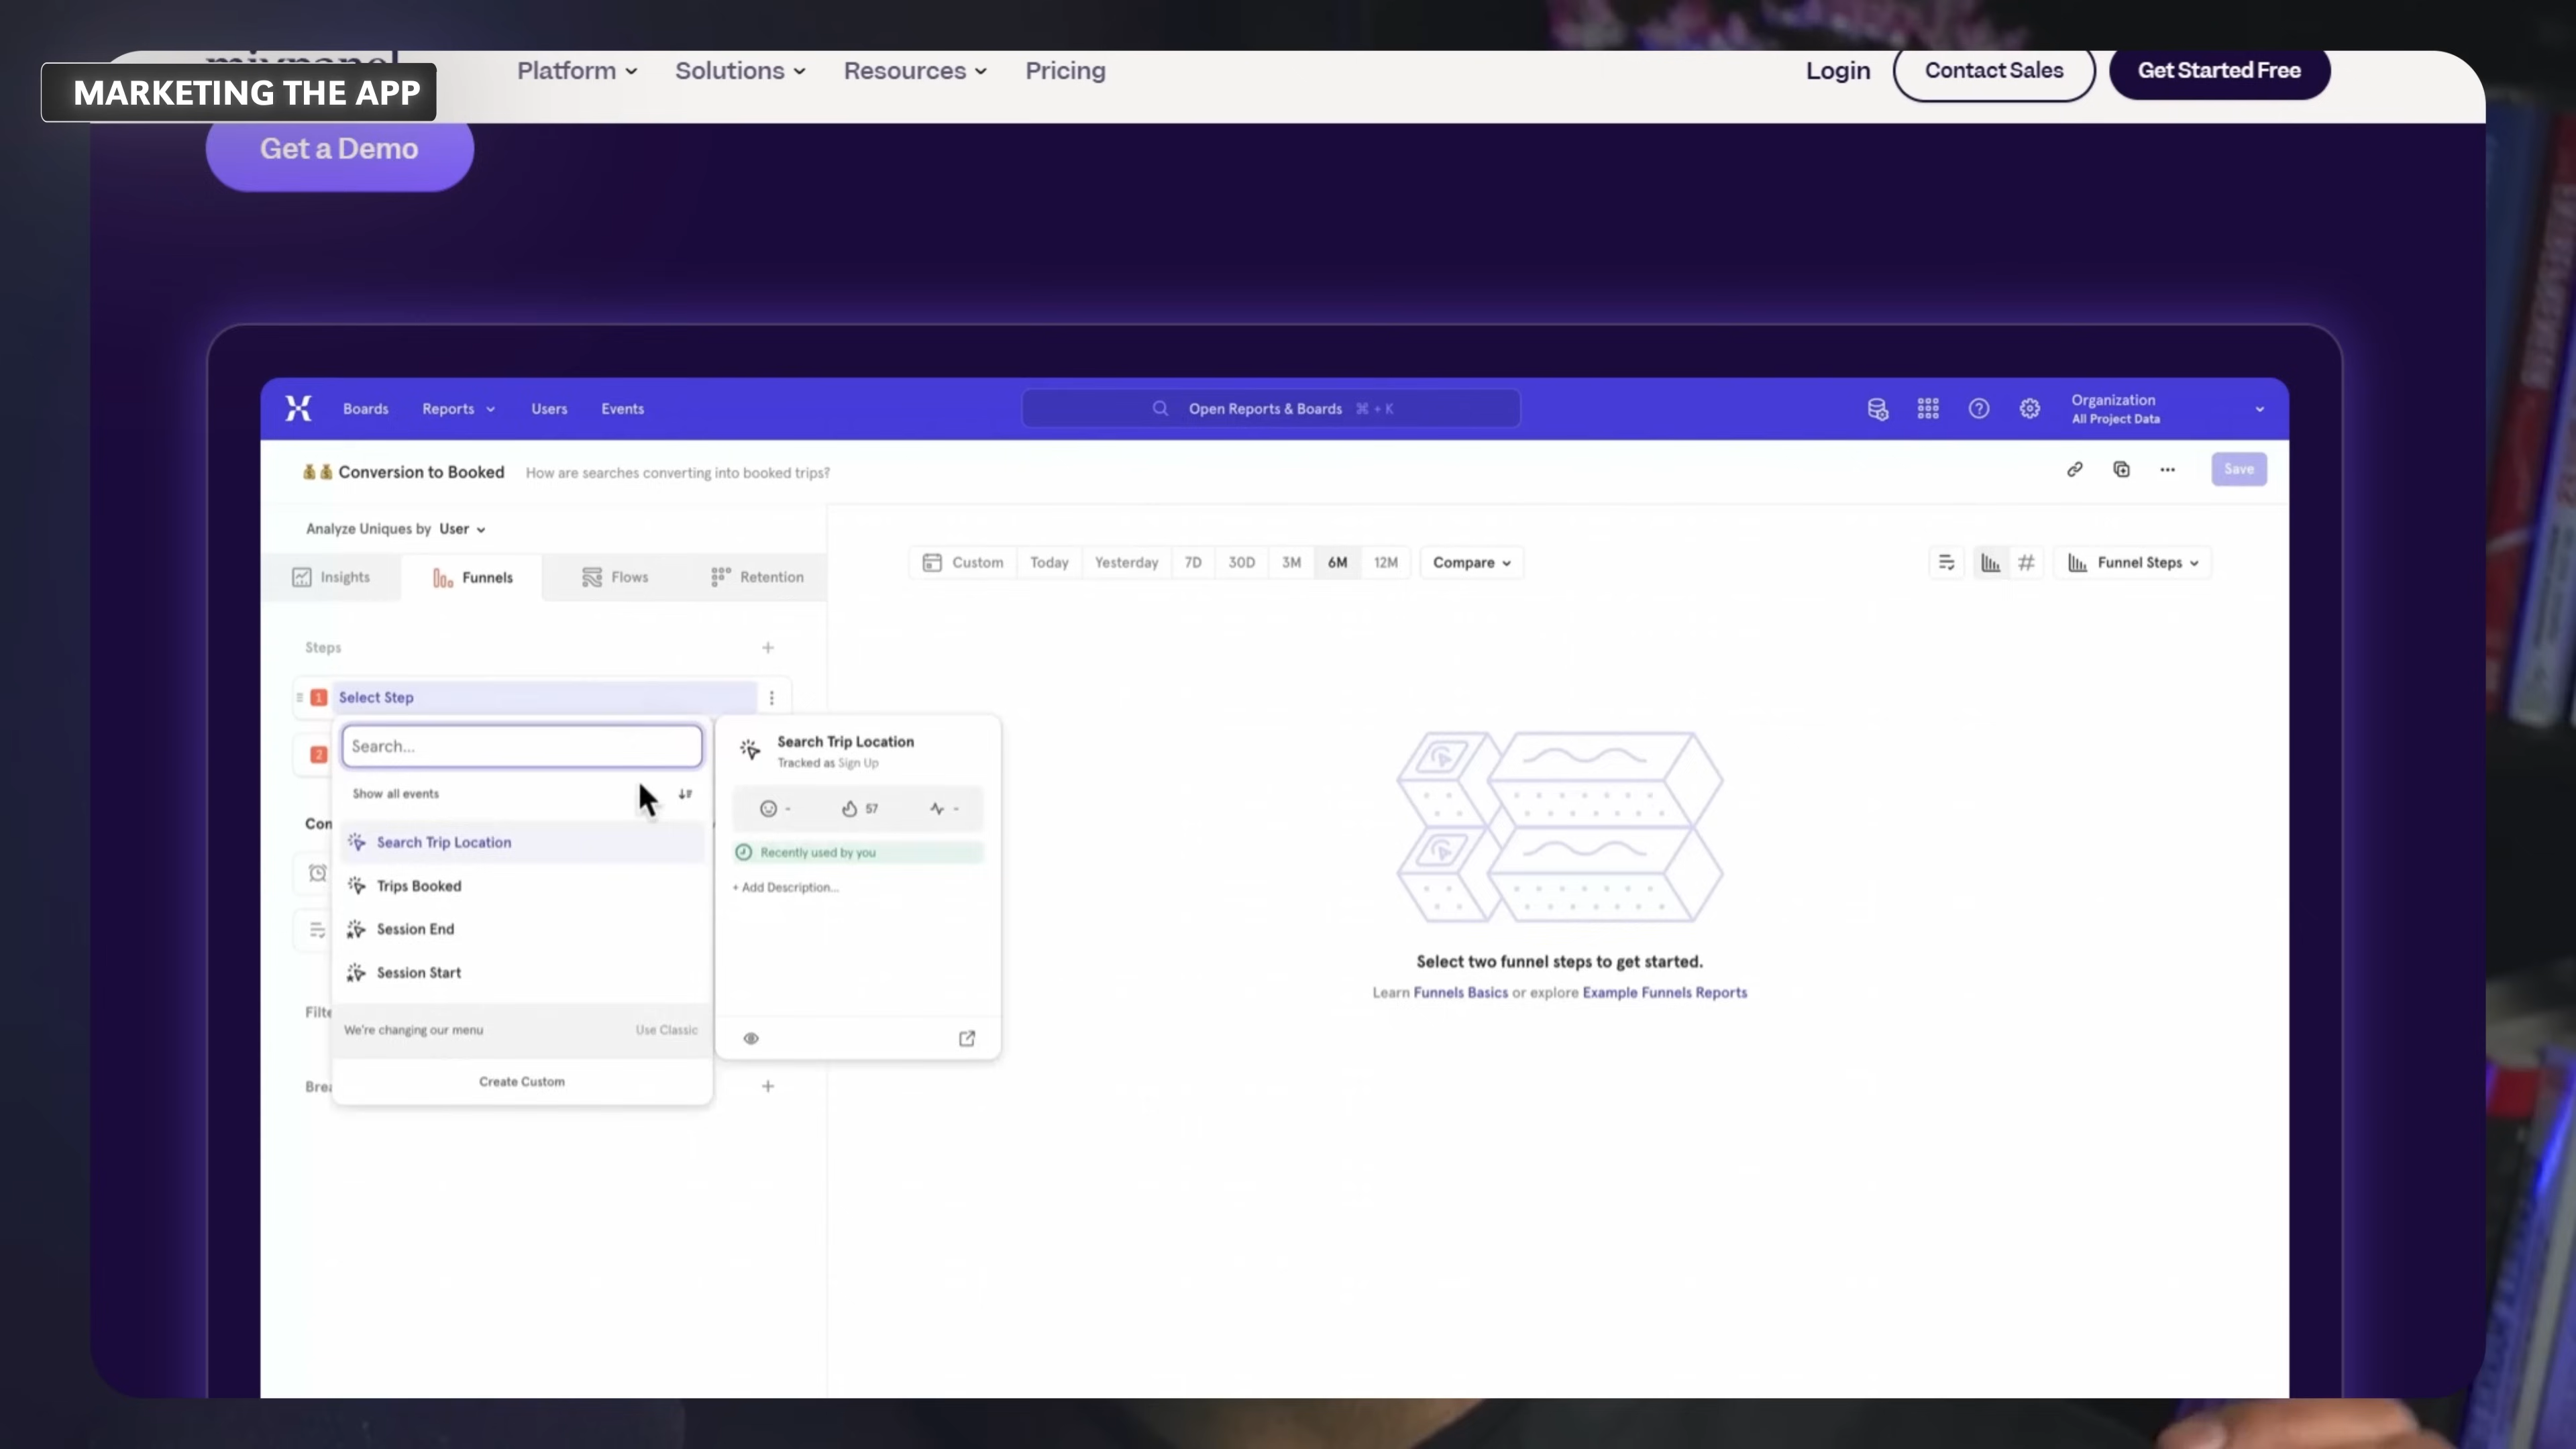 MARKETING THE APP
Platform Solutions Resources Pricing
Login Contact Sales Get Started Free
Get a Demo
Boards Reports Users Events
Open Reports & Boards ⌘ + K
Organization
All Project Data
💰💰 Conversion to Booked How are searches converting into booked trips?
Save
Analyze Uniques by User
Insights Funnels Flows Retention
Custom Today Yesterday 7D 30D 3M 6M 12M Compare
Funnel Steps
Steps +
1 Select Step
2
Search...
Show all events
Con
Search Trip Location
Trips Booked
Session End
Session Start
Filte
We're changing our menu Use Classic
Create Custom
Brea +
Search Trip Location
Tracked as Sign Up
- 57 -
Recently used by you
+ Add Description...
Select two funnel steps to get started.
Learn Funnels Basics or explore Example Funnels Reports